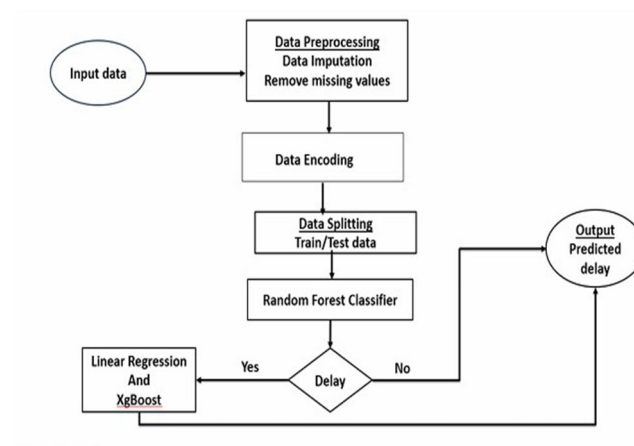 Input data
Data Preprocessing
Data Imputation
Remove missing values
Data Encoding
Data Splitting
Train/Test data
Random Forest Classifier
Delay
Yes
No
Linear Regression
And
XgBoost
Output
Predicted
delay